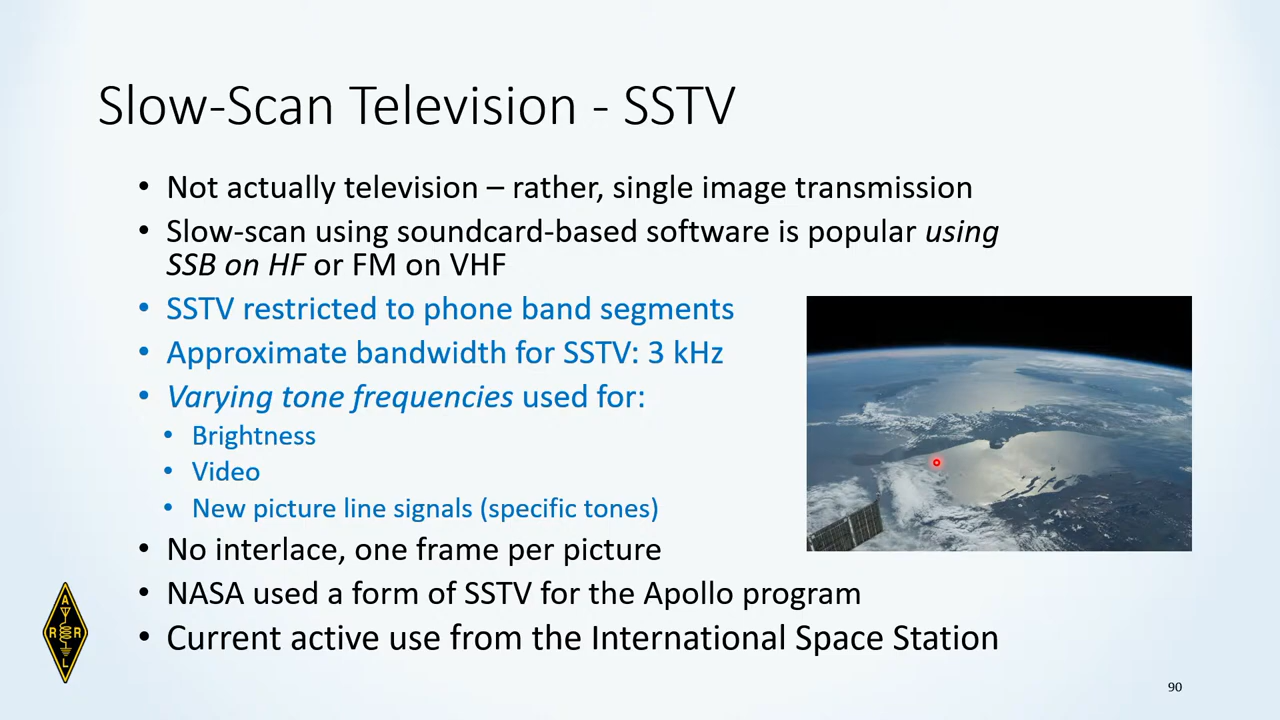 Slow-Scan Television - SSTV
• Not actually television – rather, single image transmission
• Slow-scan using soundcard-based software is popular using
SSB on HF or FM on VHF
• SSTV restricted to phone band segments
• Approximate bandwidth for SSTV: 3 kHz
• Varying tone frequencies used for:
• Brightness
• Video
• New picture line signals (specific tones)
• No interlace, one frame per picture
• NASA used a form of SSTV for the Apollo program
• Current active use from the International Space Station
A
R R
L
90